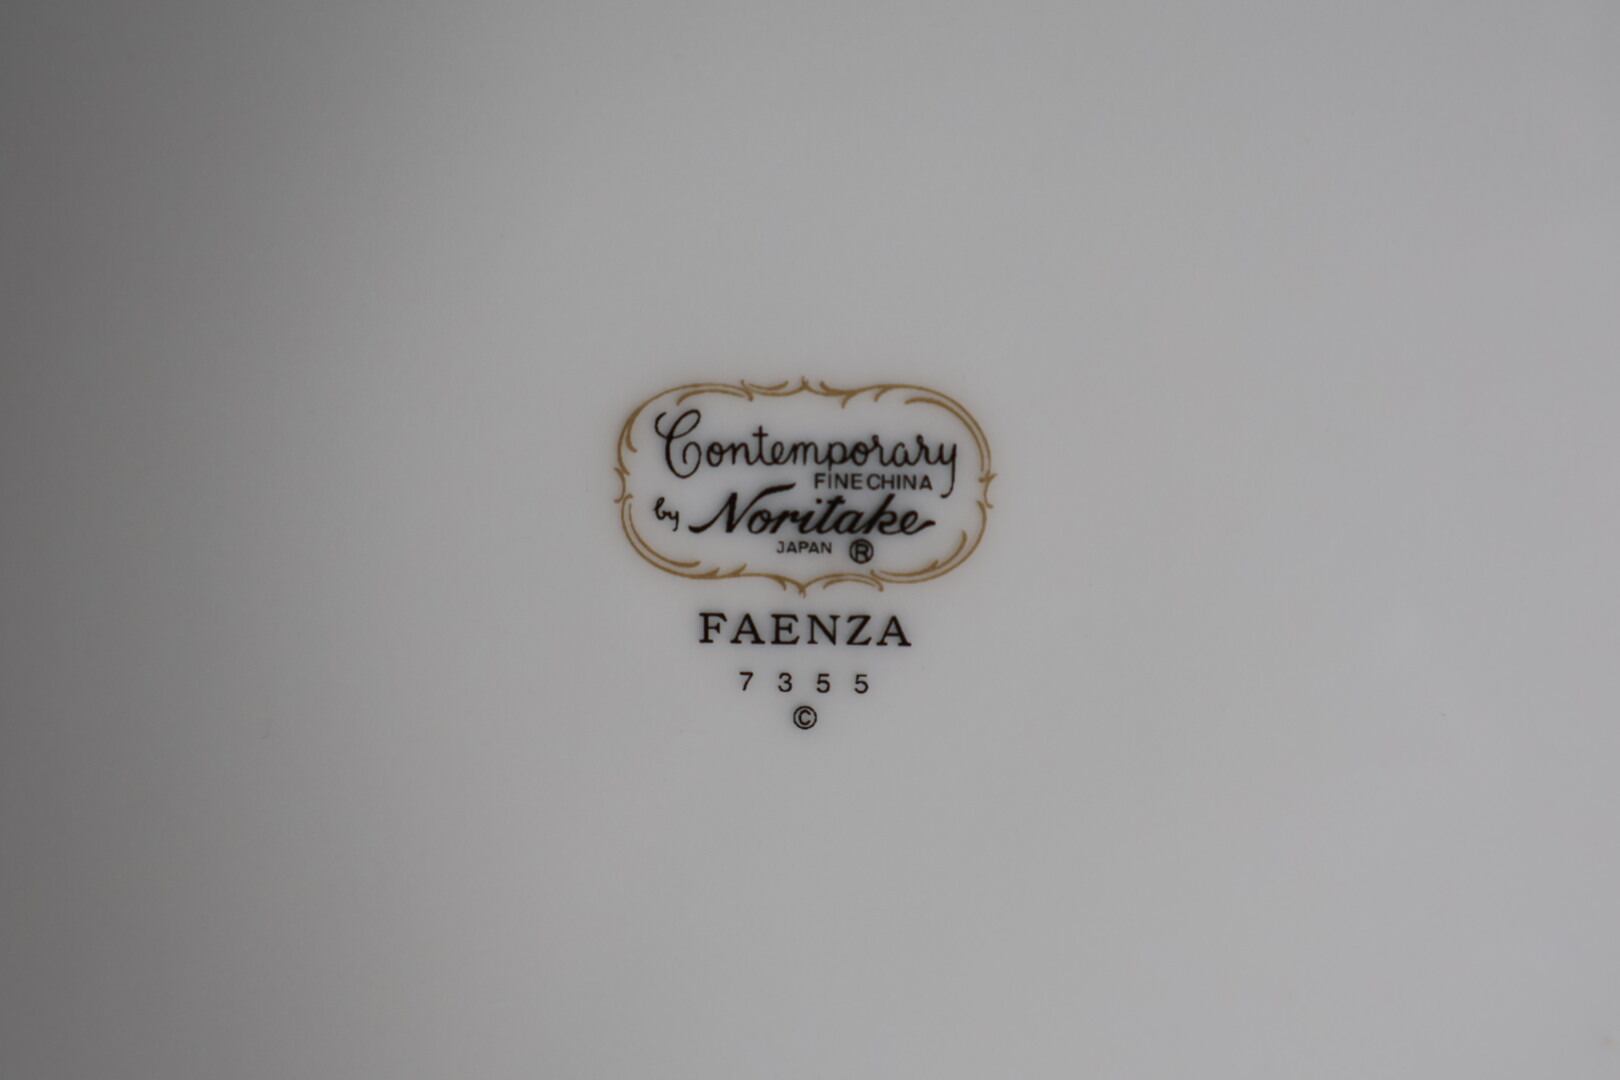 Contemporary
FINE CHINA
by Noritake
JAPAN ®
FAENZA
7355
©